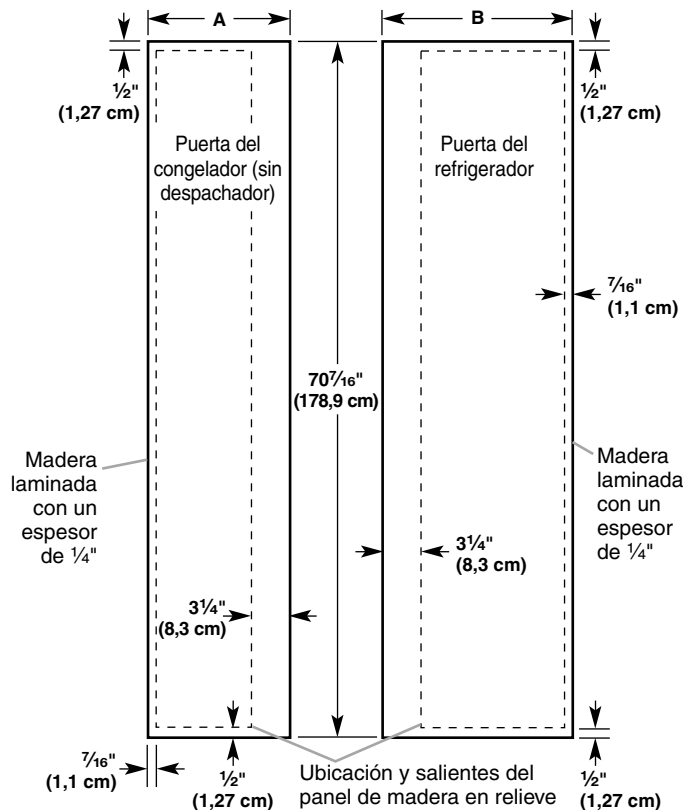 A
B
½"
(1,27 cm)
½"
(1,27 cm)
Puerta del
congelador (sin
despachador)
Puerta del
refrigerador
7⁄16"
(1,1 cm)
707⁄16"
(178,9 cm)
Madera
laminada
con un
espesor
de ¼"
Madera
laminada
con un
espesor
de ¼"
3¼"
(8,3 cm)
3¼"
(8,3 cm)
7⁄16"
(1,1 cm)
½"
(1,27 cm)
Ubicación y salientes del
panel de madera en relieve
½"
(1,27 cm)